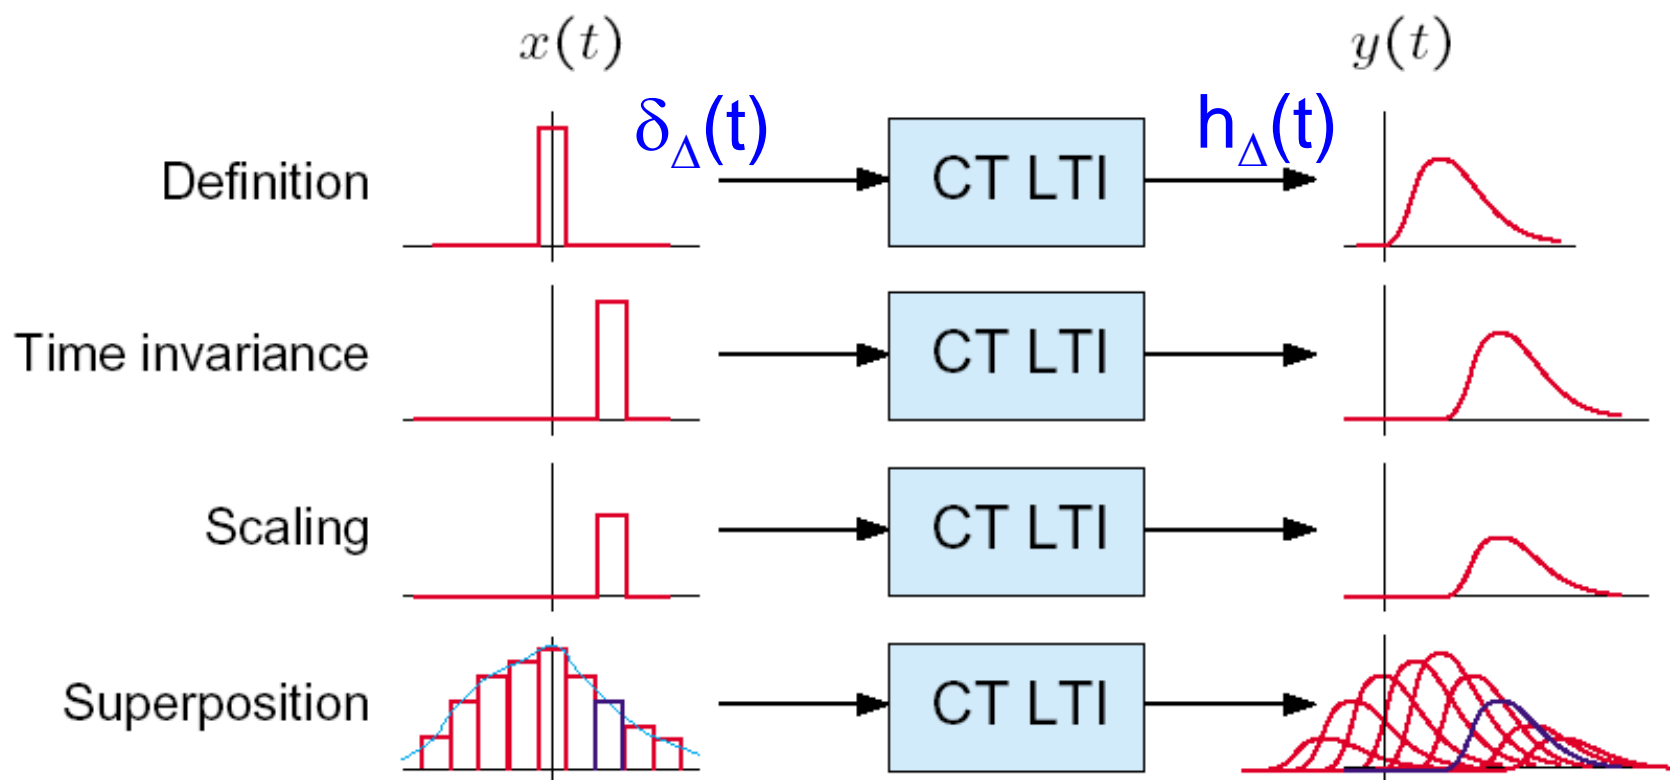 x(t) y(t)
δ_Δ(t) h_Δ(t)
Definition CT LTI
Time invariance CT LTI
Scaling CT LTI
Superposition CT LTI